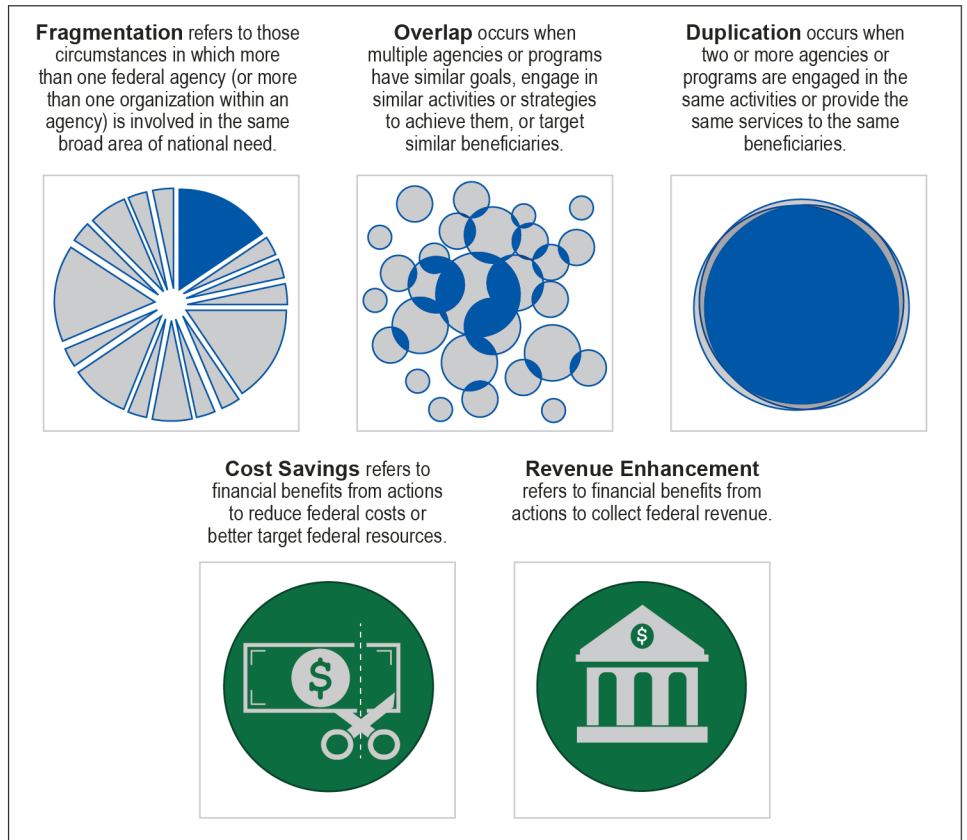 Fragmentation refers to those
circumstances in which more
than one federal agency (or more
than one organization within an
agency) is involved in the same
broad area of national need.
Overlap occurs when
multiple agencies or programs
have similar goals, engage in
similar activities or strategies
to achieve them, or target
similar beneficiaries.
Duplication occurs when
two or more agencies or
programs are engaged in the
same activities or provide the
same services to the same
beneficiaries.
Cost Savings refers to
financial benefits from actions
to reduce federal costs or
better target federal resources.
$
Revenue Enhancement
refers to financial benefits from
actions to collect federal revenue.
$